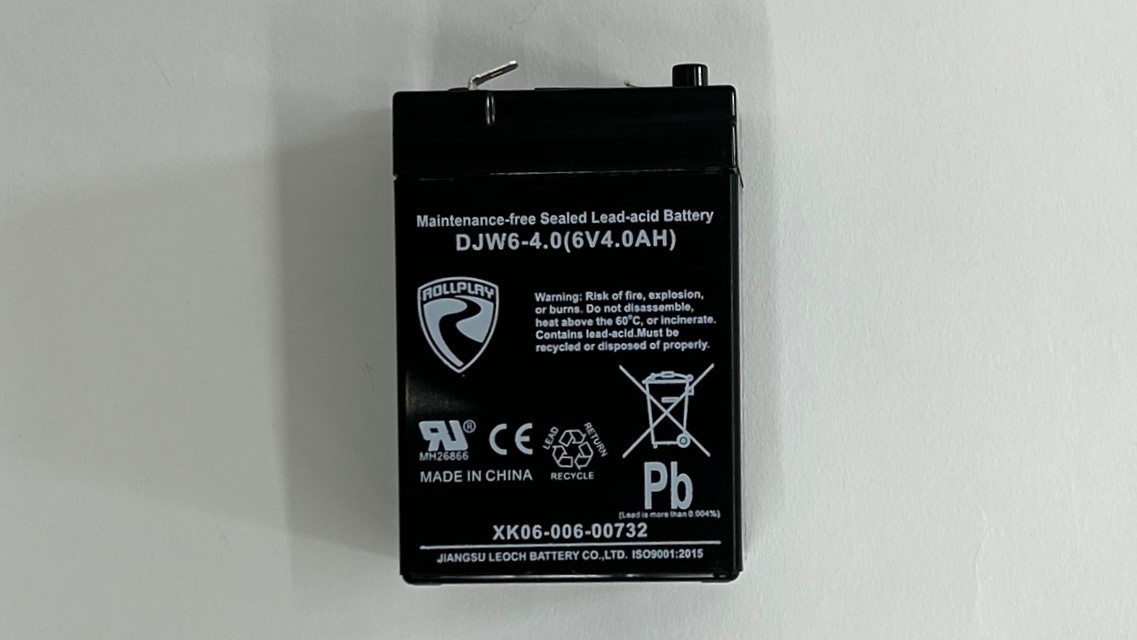 Maintenance-free Sealed Lead-acid Battery
DJW6-4.0(6V4.0AH)
ROLLPLAY
Warning: Risk of fire, explosion,
or burns. Do not disassemble,
heat above the 60°C, or incinerate.
Contains lead-acid.Must be
recycled or disposed of properly.
RU®
MH26866
CE
LEAD
RETURN
RECYCLE
MADE IN CHINA
Pb
(Lead is more than 0.004%)
XK06-006-00732
JIANGSU LEOCH BATTERY CO.,LTD. ISO9001:2015